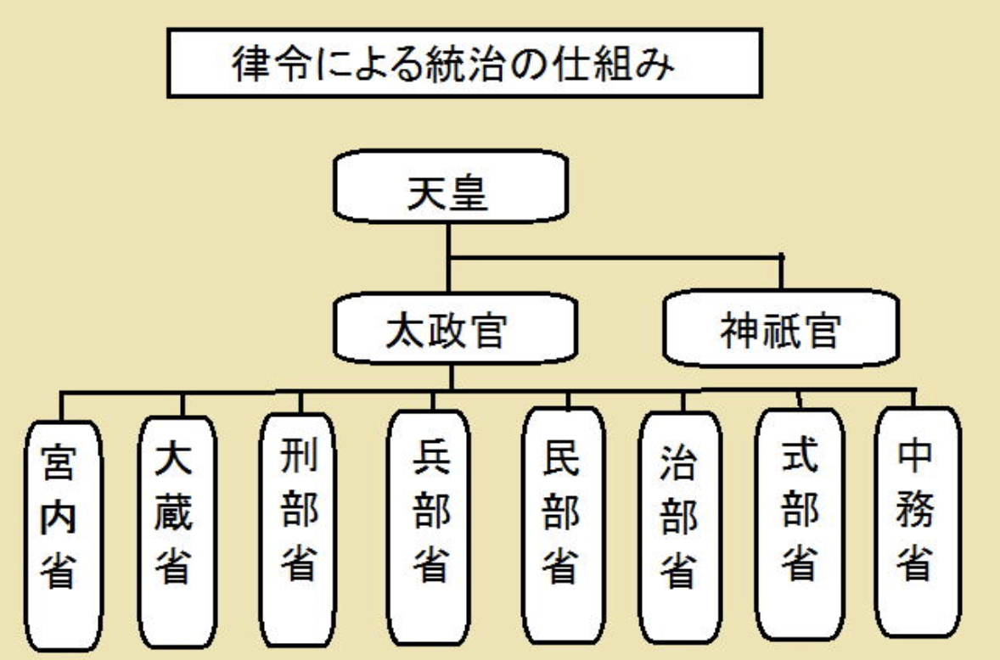 律令による統治の仕組み
天皇
太政官
神祇官
宮内省
大蔵省
刑部省
兵部省
民部省
治部省
式部省
中務省